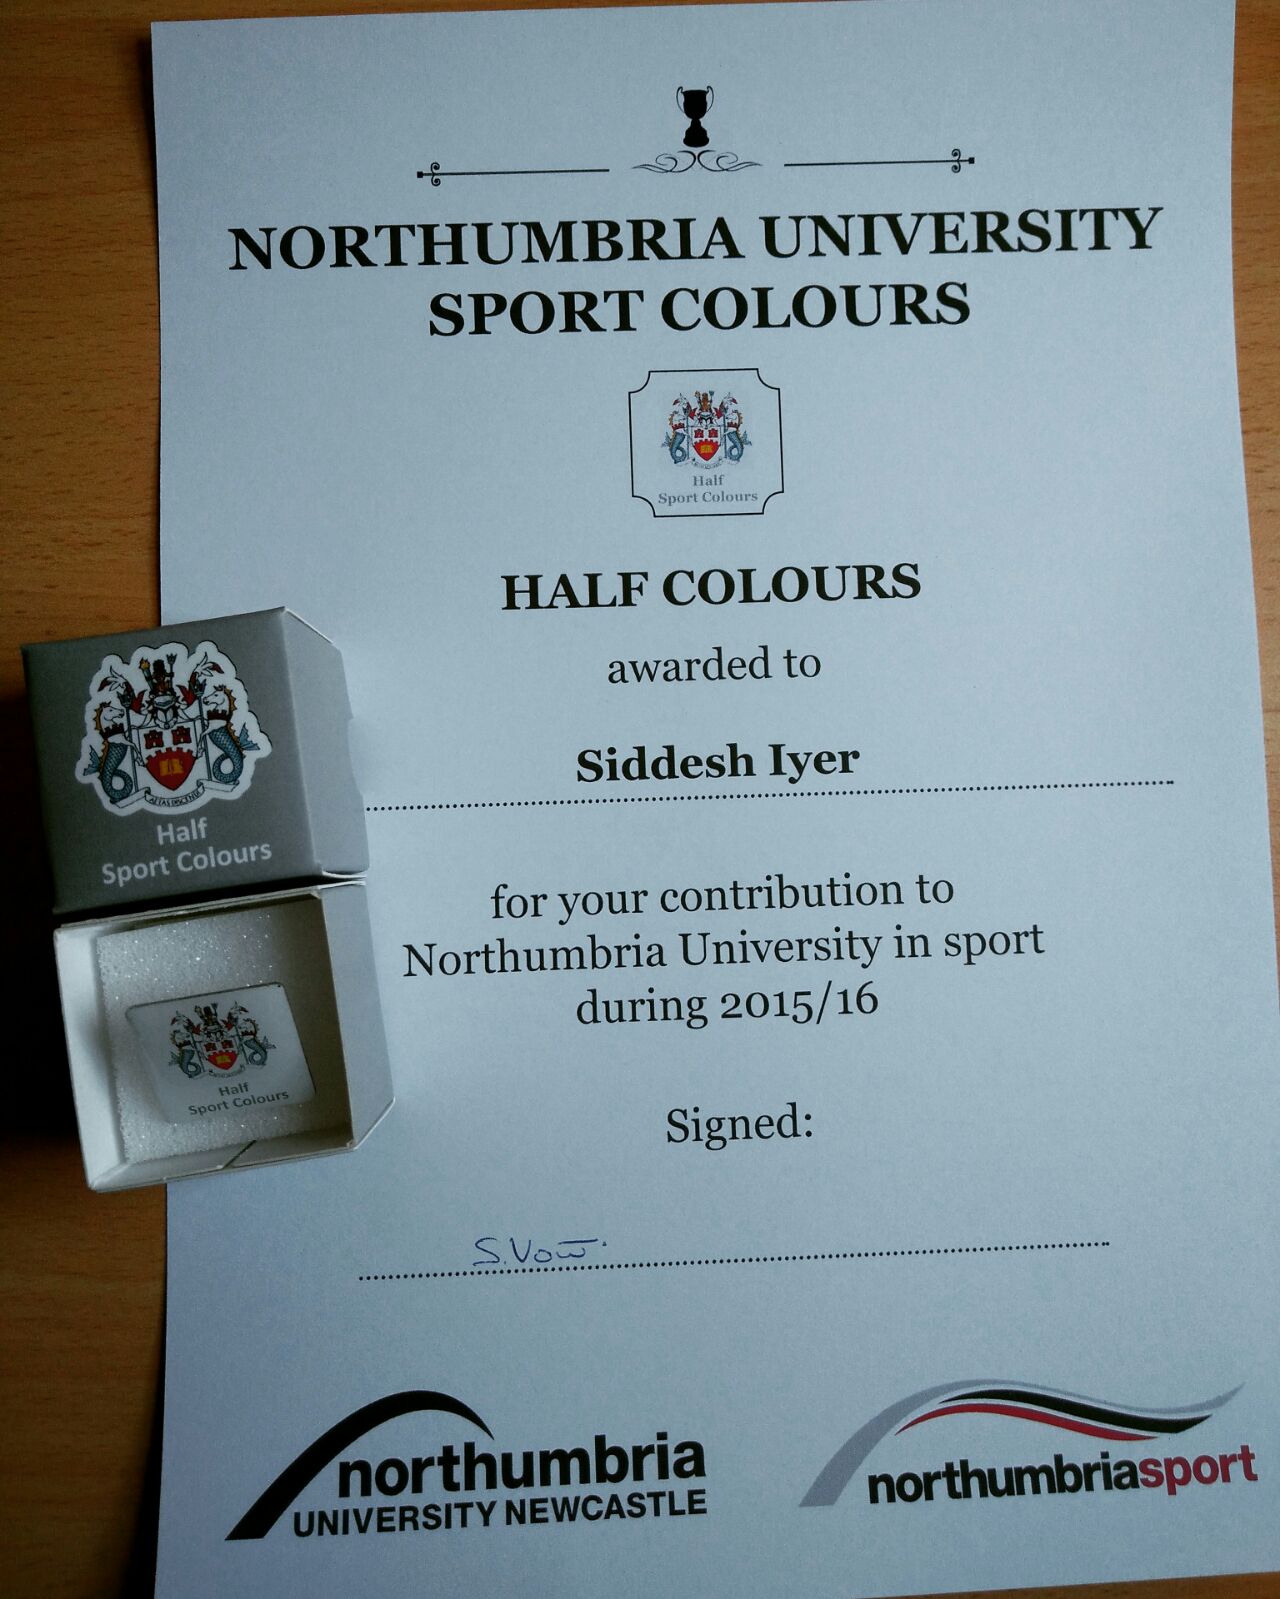 NORTHUMBRIA UNIVERSITY
SPORT COLOURS
Half
Sport Colours
HALF COLOURS
awarded to
Siddesh Iyer
for your contribution to
Northumbria University in sport
during 2015/16
Signed:
northumbria
UNIVERSITY NEWCASTLE
northumbriasport
Half
Sport Colours
Half
Sport Colours